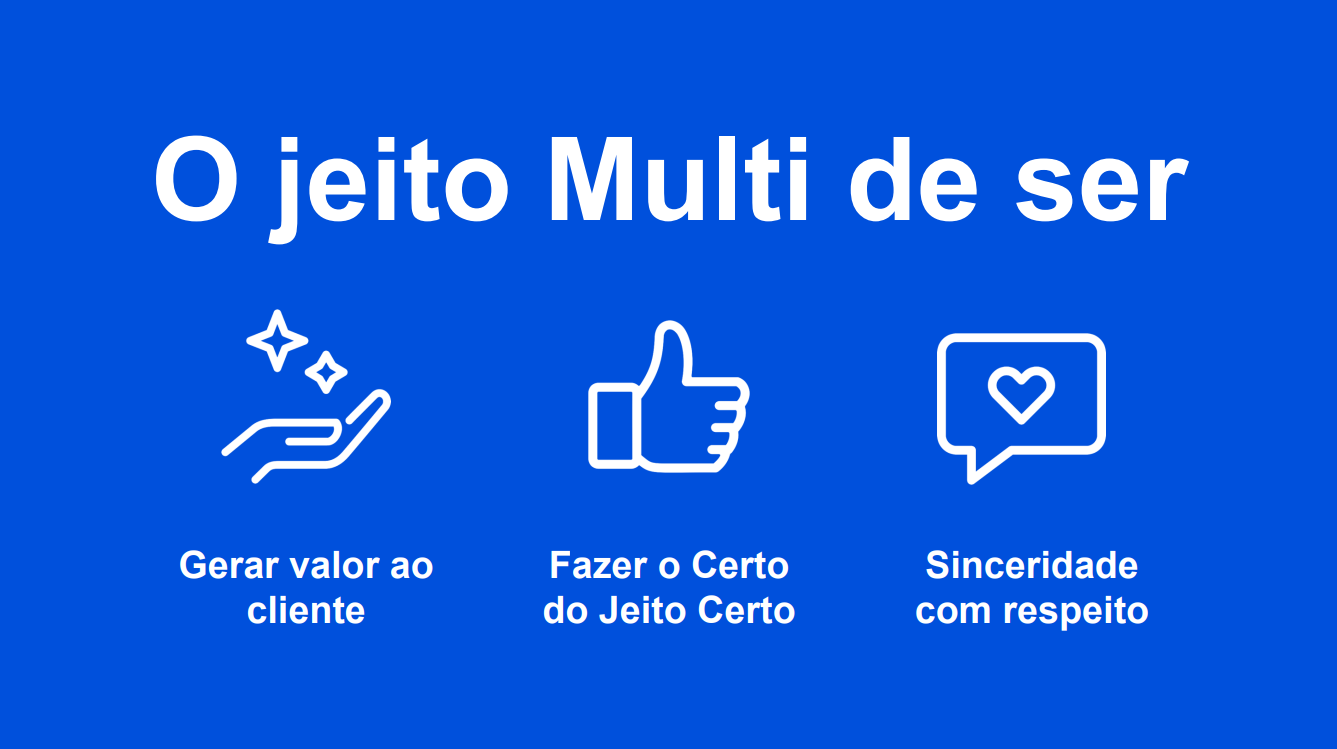 O jeito Multi de ser
Gerar valor ao
cliente
Fazer o Certo
do Jeito Certo
Sinceridade
com respeito